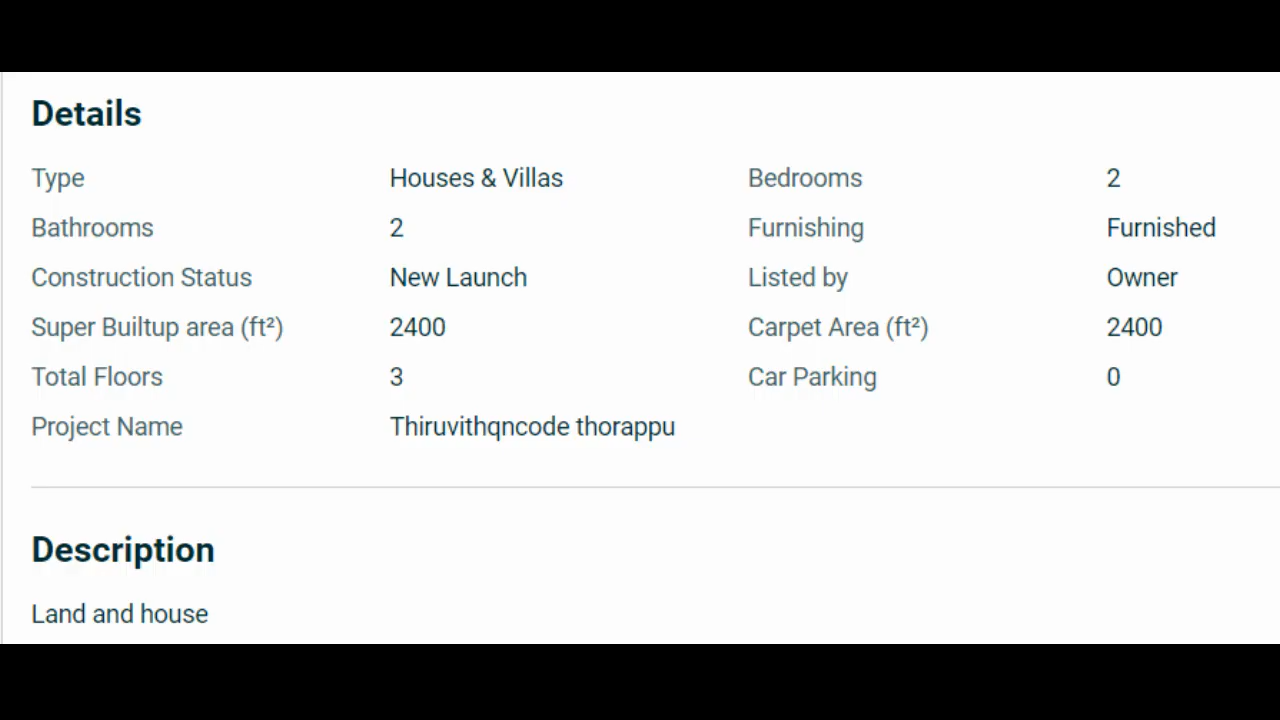 Details
Type Houses & Villas Bedrooms 2
Bathrooms 2 Furnishing Furnished
Construction Status New Launch Listed by Owner
Super Builtup area (ft²) 2400 Carpet Area (ft²) 2400
Total Floors 3 Car Parking 0
Project Name Thiruvithqncode thorappu
Description
Land and house